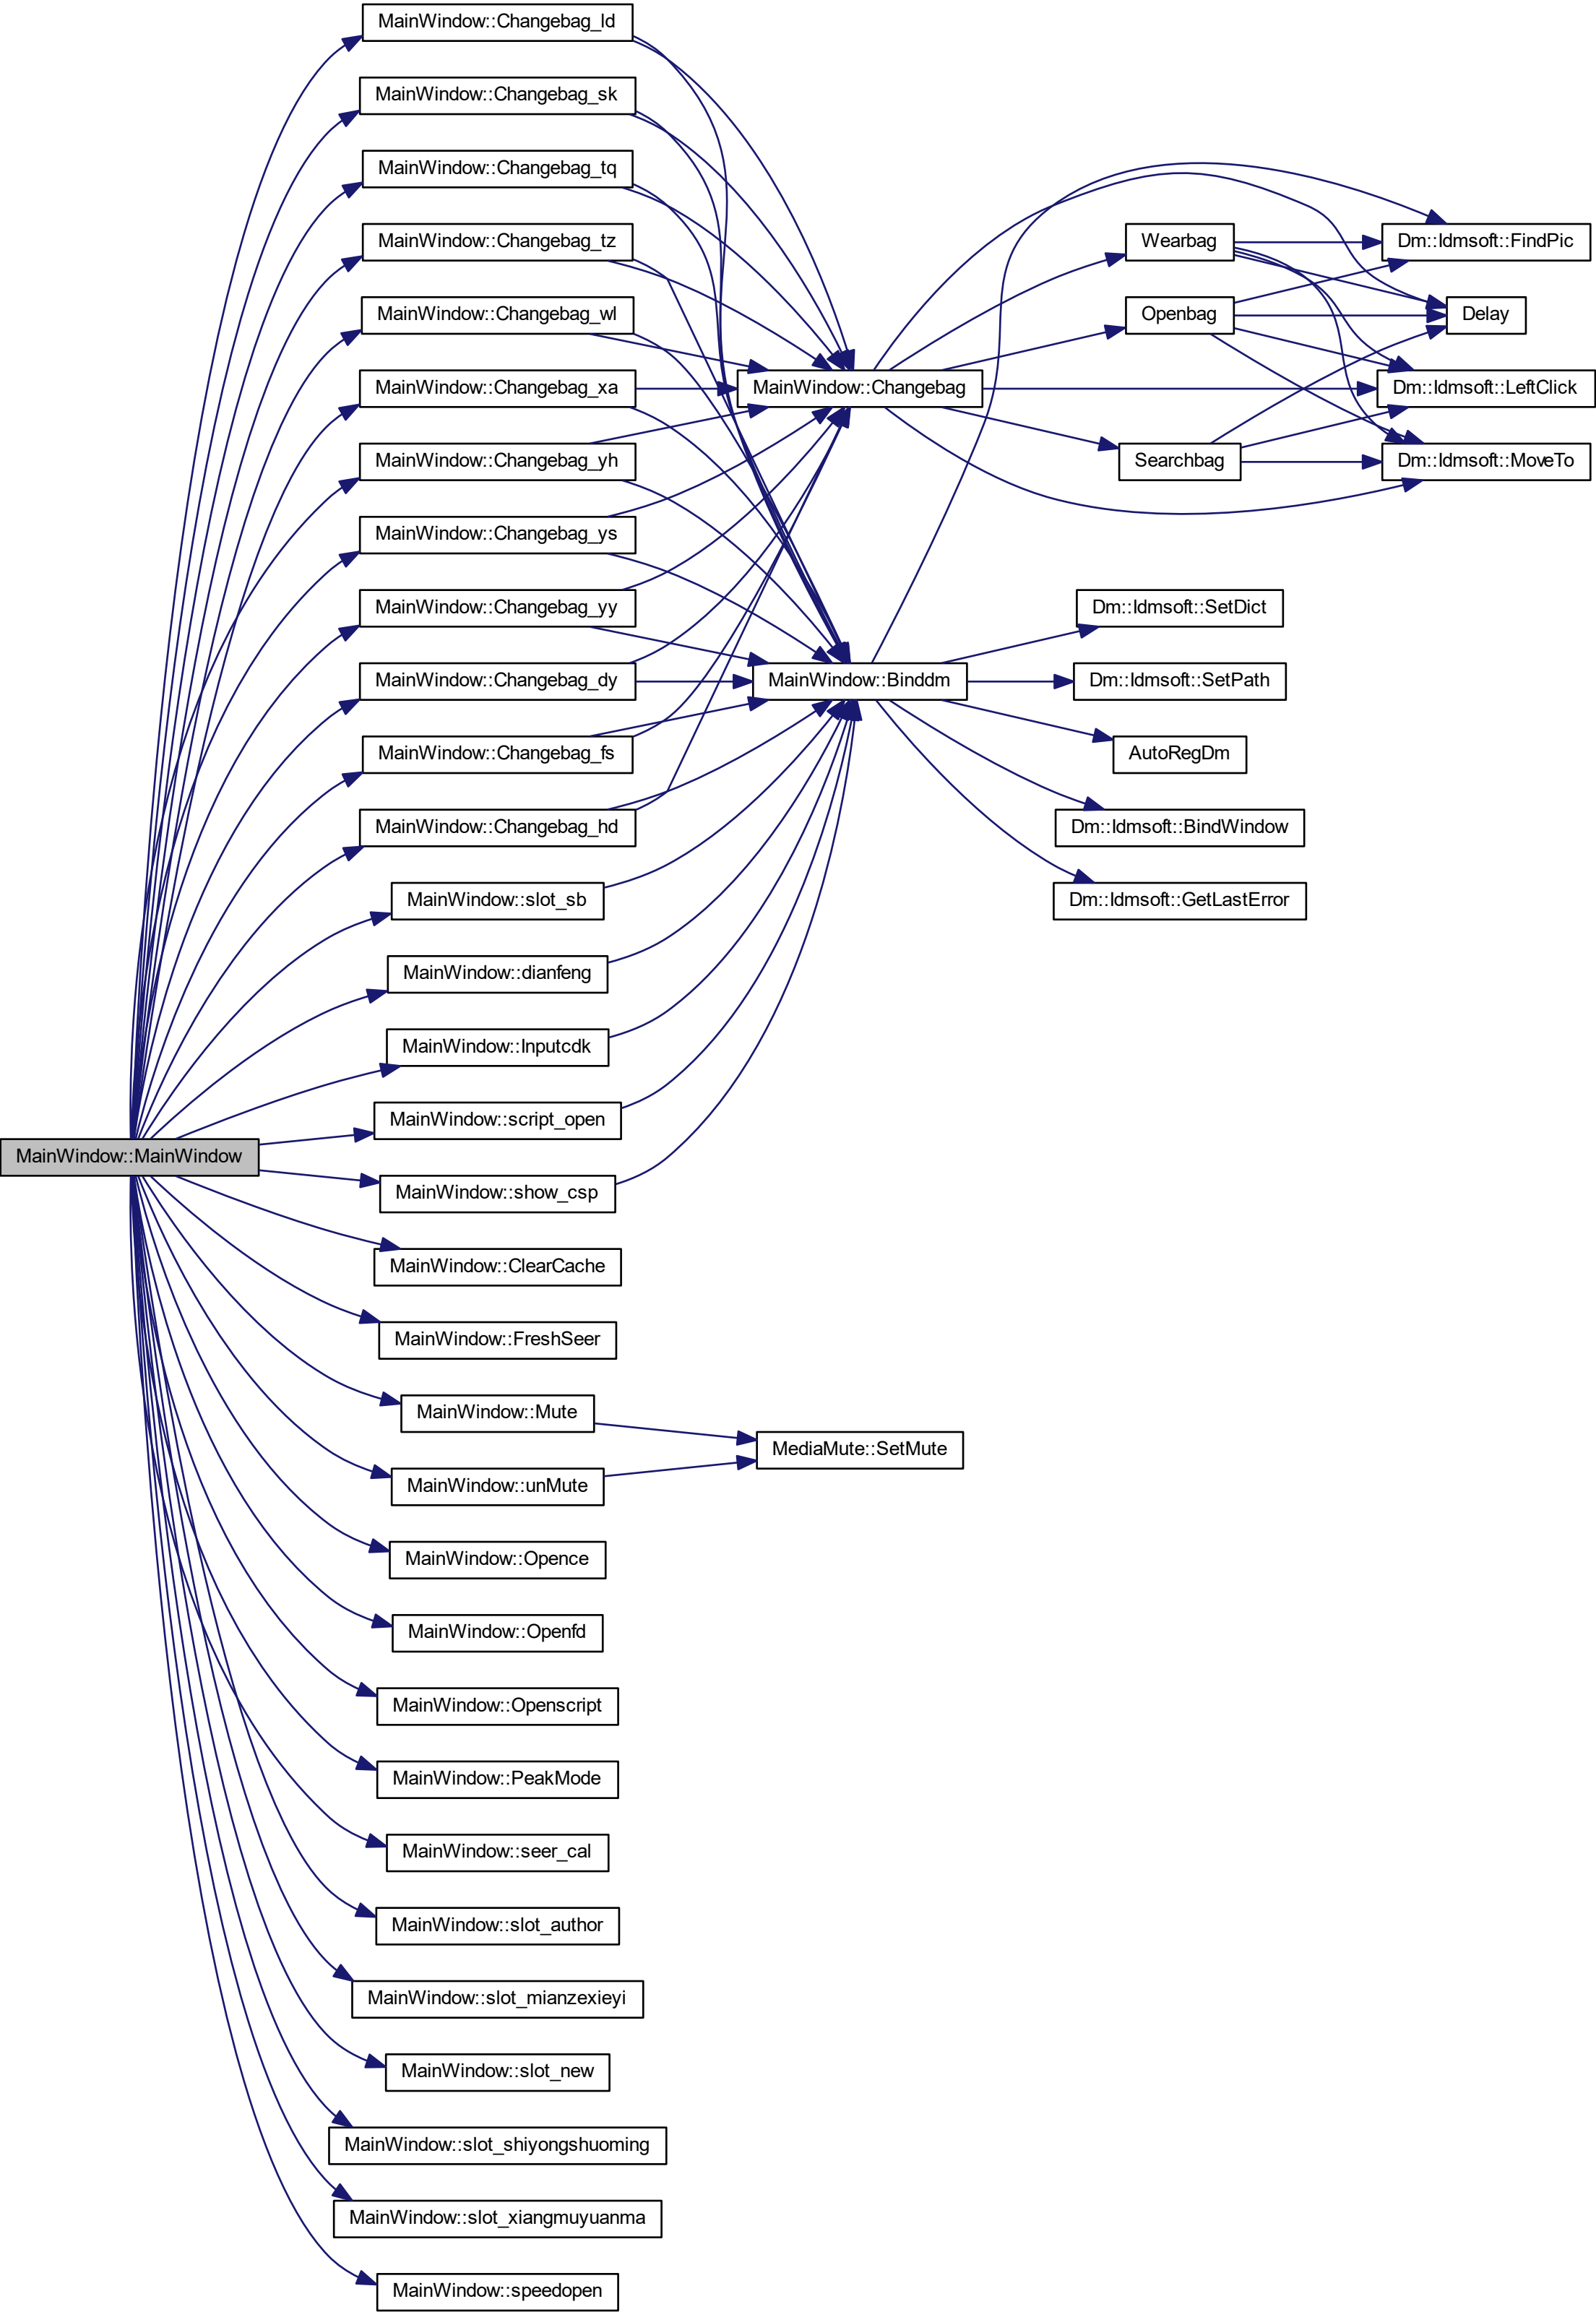 MainWindow::MainWindow
MainWindow::Changebag_ld
MainWindow::Changebag_sk
MainWindow::Changebag_tq
MainWindow::Changebag_tz
MainWindow::Changebag_wl
MainWindow::Changebag_xa
MainWindow::Changebag_yh
MainWindow::Changebag_ys
MainWindow::Changebag_yy
MainWindow::Changebag_dy
MainWindow::Changebag_fs
MainWindow::Changebag_hd
MainWindow::slot_sb
MainWindow::dianfeng
MainWindow::Inputcdk
MainWindow::script_open
MainWindow::show_csp
MainWindow::ClearCache
MainWindow::FreshSeer
MainWindow::Mute
MainWindow::unMute
MainWindow::Opence
MainWindow::Openfd
MainWindow::Openscript
MainWindow::PeakMode
MainWindow::seer_cal
MainWindow::slot_author
MainWindow::slot_mianzexieyi
MainWindow::slot_new
MainWindow::slot_shiyongshuoming
MainWindow::slot_xiangmuyuanma
MainWindow::speedopen
MainWindow::Changebag
MainWindow::Binddm
MediaMute::SetMute
Wearbag
Openbag
Searchbag
Dm::Idmsoft::SetDict
Dm::Idmsoft::SetPath
AutoRegDm
Dm::Idmsoft::BindWindow
Dm::Idmsoft::GetLastError
Dm::Idmsoft::FindPic
Delay
Dm::Idmsoft::LeftClick
Dm::Idmsoft::MoveTo